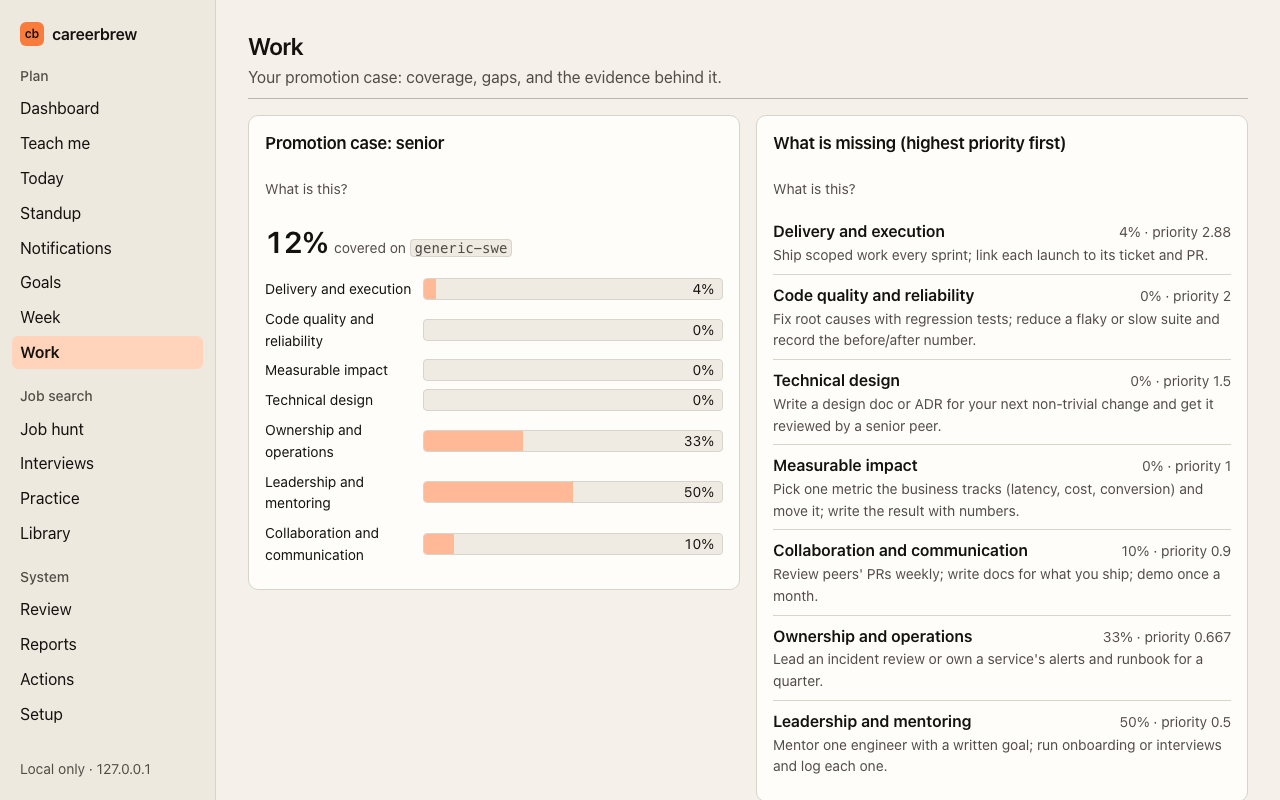 cb careerbrew
Plan
Dashboard
Teach me
Today
Standup
Notifications
Goals
Week
Work
Job search
Job hunt
Interviews
Practice
Library
System
Review
Reports
Actions
Setup
Local only · 127.0.0.1
Work
Your promotion case: coverage, gaps, and the evidence behind it.
Promotion case: senior
What is this?
12% covered on generic-swe
Delivery and execution 4%
Code quality and
reliability 0%
Measurable impact 0%
Technical design 0%
Ownership and
operations 33%
Leadership and
mentoring 50%
Collaboration and
communication 10%
What is missing (highest priority first)
What is this?
Delivery and execution 4% · priority 2.88
Ship scoped work every sprint; link each launch to its ticket and PR.
Code quality and reliability 0% · priority 2
Fix root causes with regression tests; reduce a flaky or slow suite and
record the before/after number.
Technical design 0% · priority 1.5
Write a design doc or ADR for your next non-trivial change and get it
reviewed by a senior peer.
Measurable impact 0% · priority 1
Pick one metric the business tracks (latency, cost, conversion) and
move it; write the result with numbers.
Collaboration and communication 10% · priority 0.9
Review peers' PRs weekly; write docs for what you ship; demo once a
month.
Ownership and operations 33% · priority 0.667
Lead an incident review or own a service's alerts and runbook for a
quarter.
Leadership and mentoring 50% · priority 0.5
Mentor one engineer with a written goal; run onboarding or interviews
and log each one.